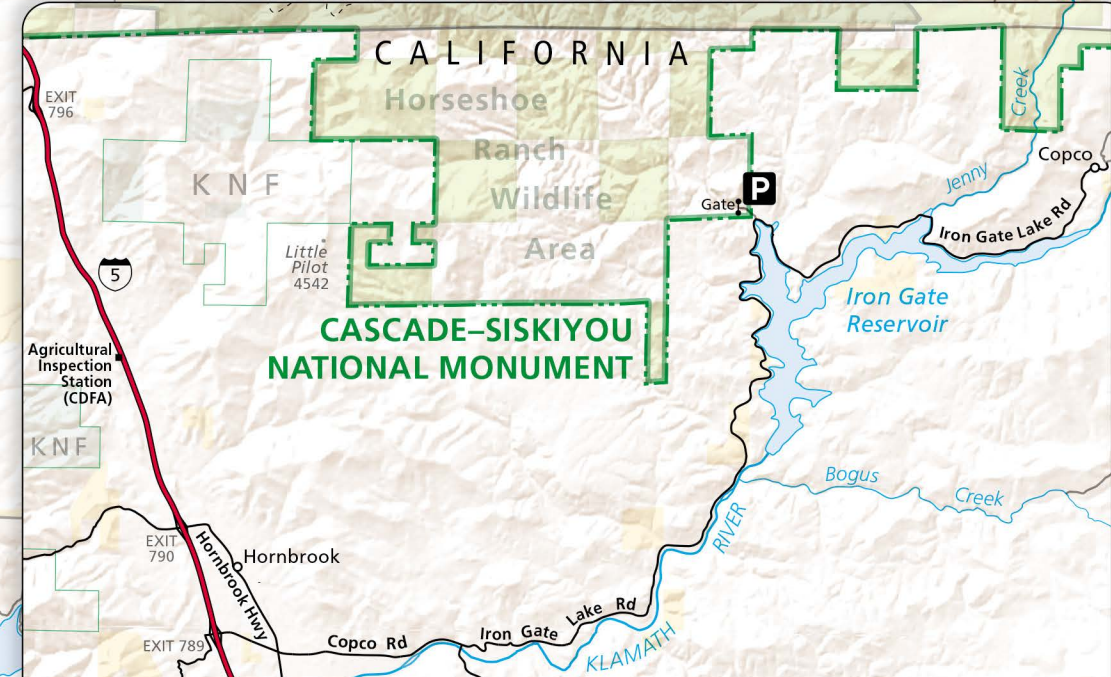 CALIFORNIA
EXIT
796
Horseshoe
Ranch
Wildlife
Area
Creek
Copco
Jenny
KNF
P
Gate
Iron Gate Lake Rd
Little
Pilot
4542
5
Iron Gate
Reservoir
CASCADE–SISKIYOU
NATIONAL MONUMENT
Agricultural
Inspection
Station
(CDFA)
KNF
Bogus
Creek
RIVER
EXIT
790
Hornbrook
Hornbrook Hwy
EXIT 789
Copco Rd
Iron Gate Lake Rd
KLAMATH